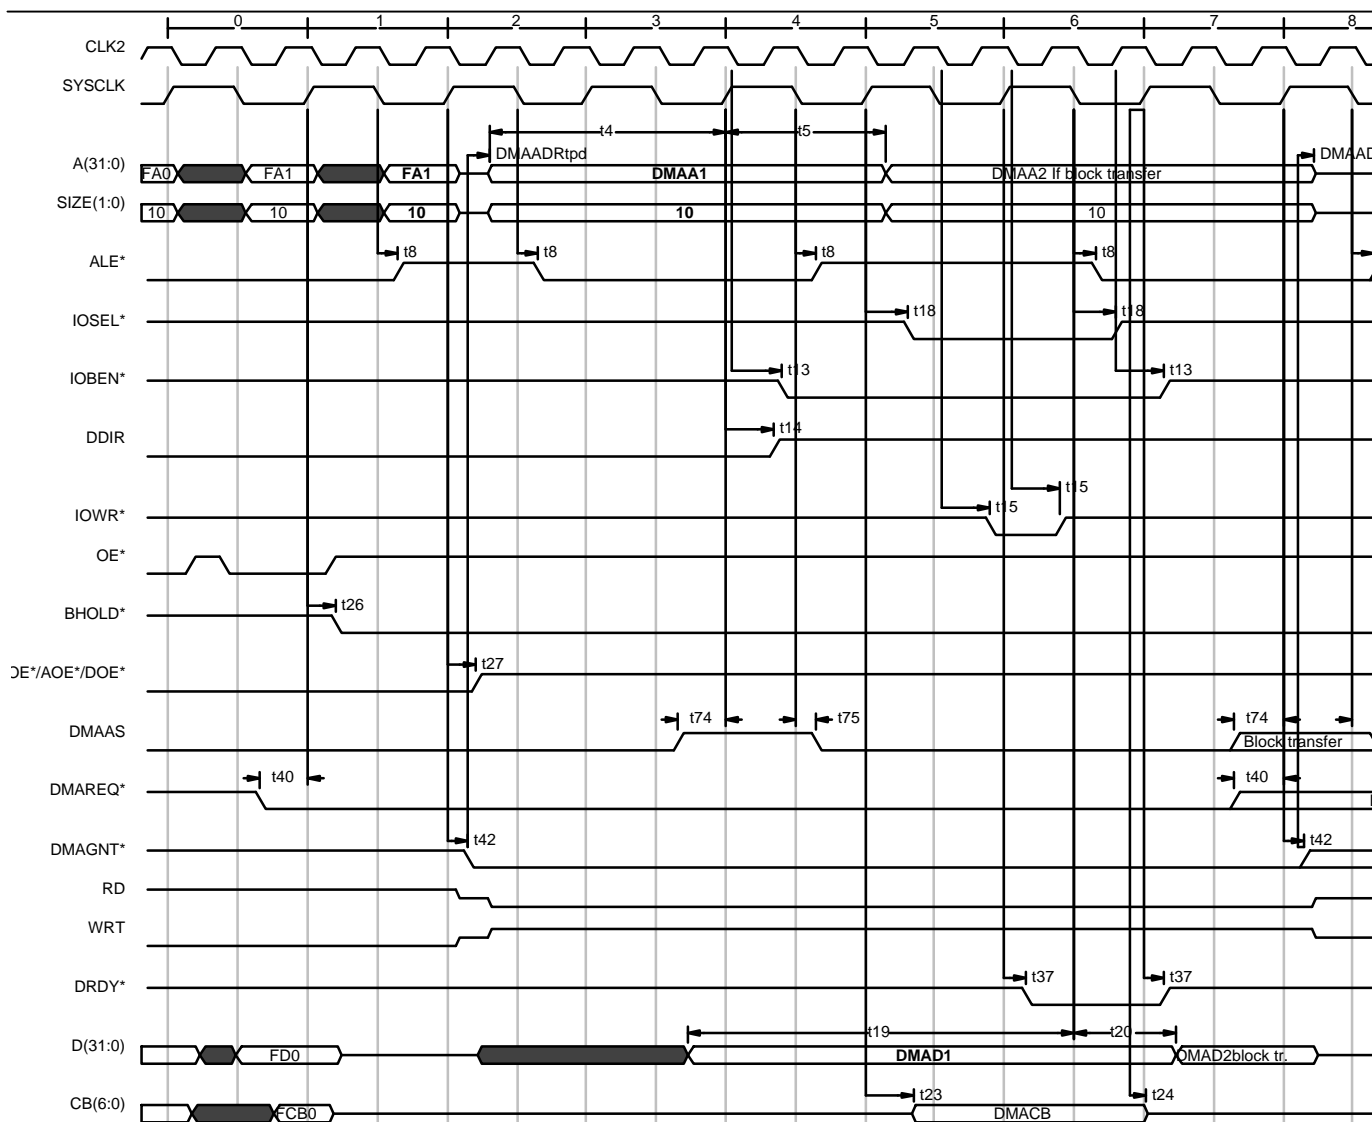 0 1 2 3 4 5 6 7 8
CLK2
SYSCLK
t4 t5
DMAADRtpd DMAAD
A(31:0) FA0 FA1 FA1 DMAA1 DMAA2 If block transfer
SIZE(1:0) 10 10 10 10 10
ALE* t8 t8 t8 t8
IOSEL* t18 t18
IOBEN* t13 t13
DDIR t14
t15
IOWR* t15
OE*
BHOLD* t26
OE*/AOE*/DOE* t27
DMAAS t74 t75 t74
Block transfer
DMAREQ* t40 t40
DMAGNT* t42 t42
RD
WRT
DRDY* t37 t37
t19 t20
D(31:0) FD0 DMAD1 DMAD2block tr.
t23 t24
CB(6:0) FCB0 DMACB